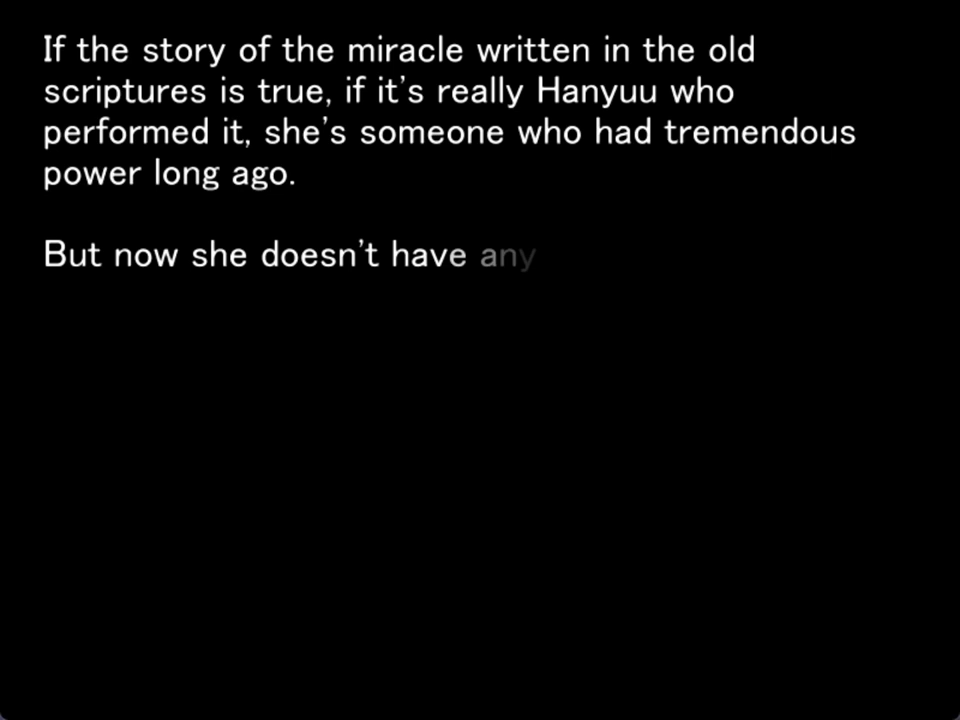 If the story of the miracle written in the old
scriptures is true, if it’s really Hanyuu who
performed it, she’s someone who had tremendous
power long ago.
But now she doesn’t have any